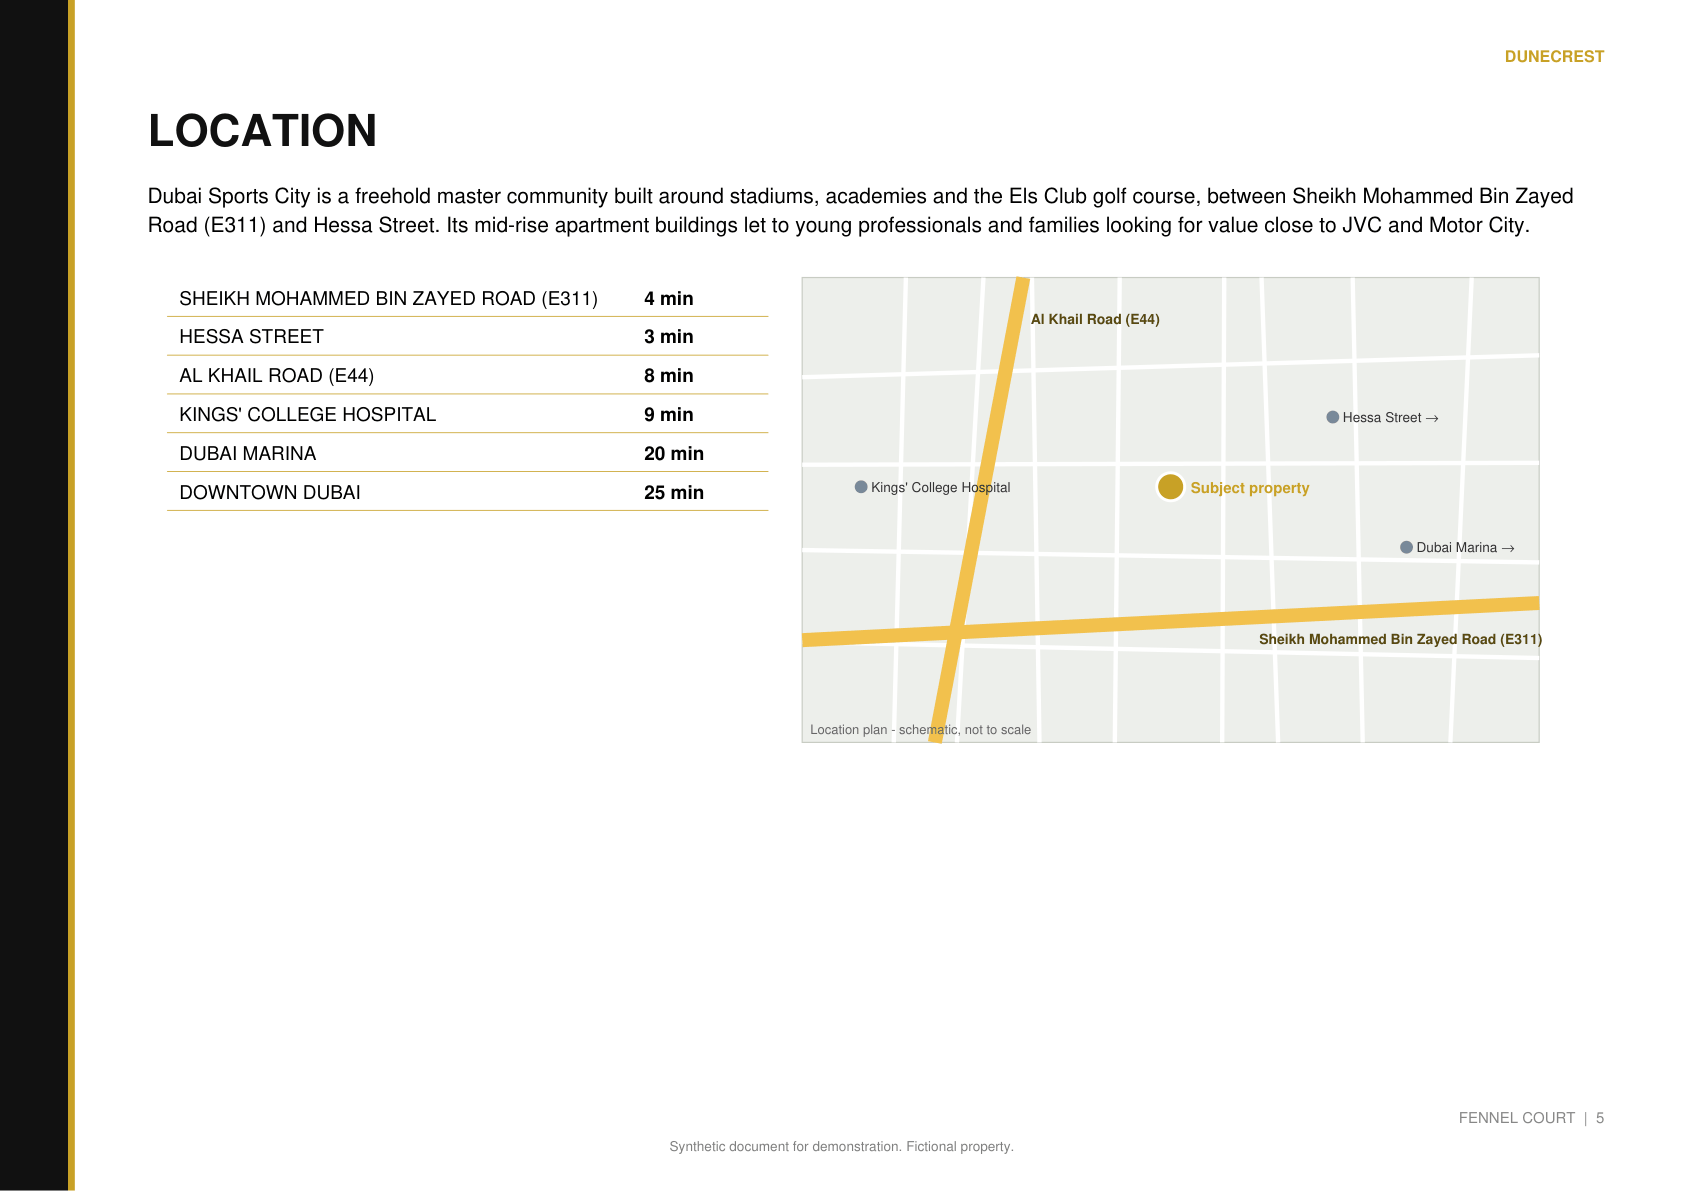 DUNECREST
LOCATION
Dubai Sports City is a freehold master community built around stadiums, academies and the Els Club golf course, between Sheikh Mohammed Bin Zayed
Road (E311) and Hessa Street. Its mid-rise apartment buildings let to young professionals and families looking for value close to JVC and Motor City.
SHEIKH MOHAMMED BIN ZAYED ROAD (E311) 4 min
HESSA STREET 3 min
AL KHAIL ROAD (E44) 8 min
KINGS' COLLEGE HOSPITAL 9 min
DUBAI MARINA 20 min
DOWNTOWN DUBAI 25 min
Al Khail Road (E44)
Hessa Street →
Kings' College Hospital
Subject property
Dubai Marina →
Sheikh Mohammed Bin Zayed Road (E311)
Location plan - schematic, not to scale
FENNEL COURT | 5
Synthetic document for demonstration. Fictional property.